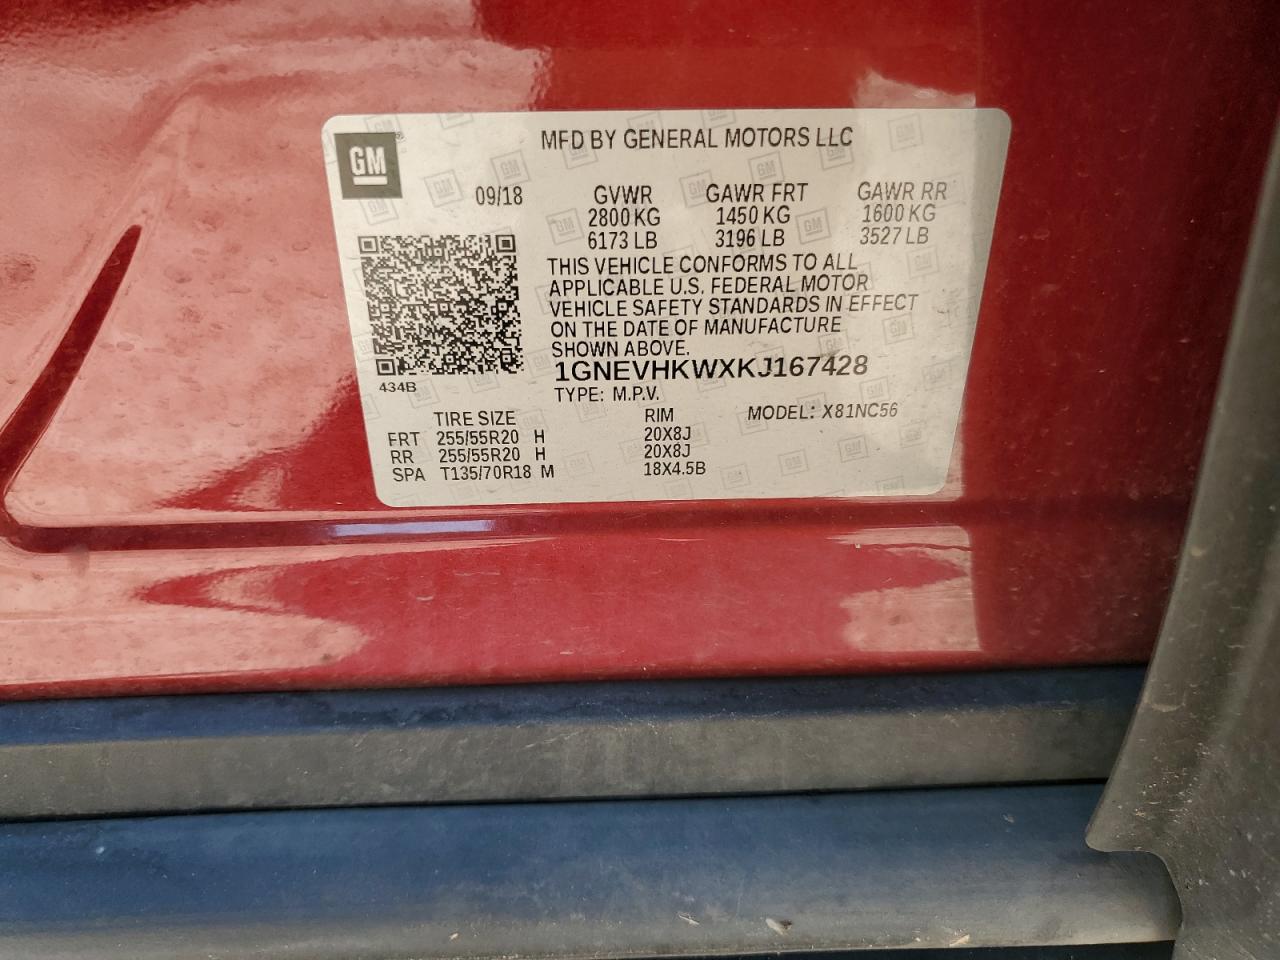 MFD BY GENERAL MOTORS LLC
GM®
09/18 GVWR GAWR FRT GAWR RR
2800 KG 1450 KG 1600 KG
6173 LB 3196 LB 3527 LB
THIS VEHICLE CONFORMS TO ALL
APPLICABLE U.S. FEDERAL MOTOR
VEHICLE SAFETY STANDARDS IN EFFECT
ON THE DATE OF MANUFACTURE
SHOWN ABOVE.
1GNEVHKWXKJ167428
434B
TYPE: M.P.V.
TIRE SIZE RIM MODEL: X81NC56
FRT 255/55R20 H 20X8J
RR 255/55R20 H 20X8J
SPA T135/70R18 M 18X4.5B